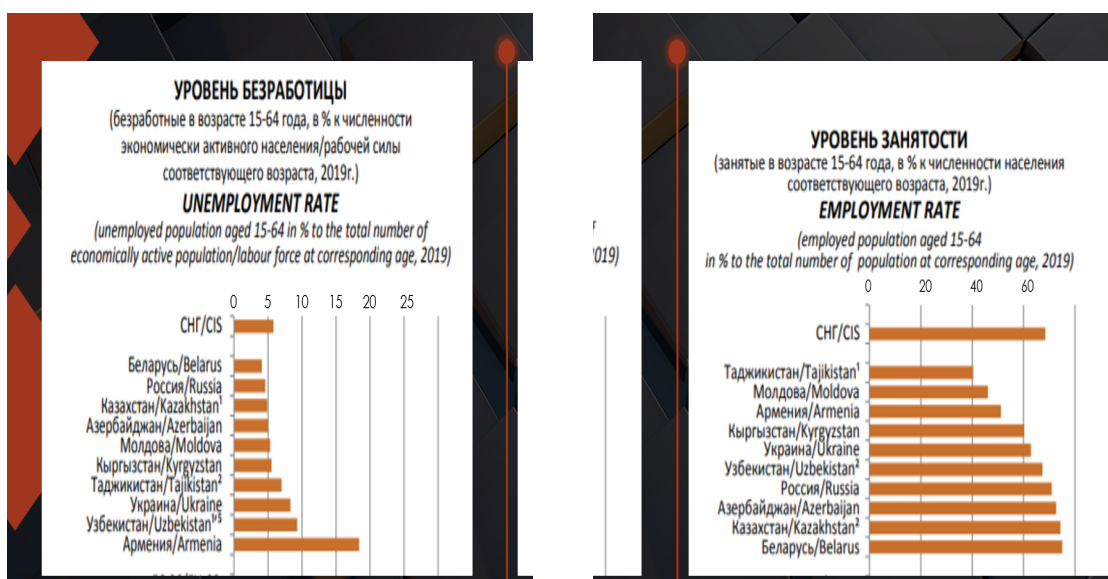 УРОВЕНЬ БЕЗРАБОТИЦЫ
(безработные в возрасте 15-64 года, в % к численности
экономически активного населения/рабочей силы
соответствующего возраста, 2019г.)
UNEMPLOYMENT RATE
(unemployed population aged 15-64 in % to the total number of
economically active population/labour force at corresponding age, 2019)
0 5 10 15 20 25
СНГ/CIS
Беларусь/Belarus
Россия/Russia
Казахстан/Kazakhstan¹
Азербайджан/Azerbaijan
Молдова/Moldova
Кыргызстан/Kyrgyzstan
Таджикистан/Tajikistan²
Украина/Ukraine
Узбекистан/Uzbekistan¹˒⁵
Армения/Armenia
2019)
УРОВЕНЬ ЗАНЯТОСТИ
(занятые в возрасте 15-64 года, в % к численности населения
соответствующего возраста, 2019г.)
EMPLOYMENT RATE
(employed population aged 15-64
in % to the total number of population at corresponding age, 2019)
0 20 40 60
СНГ/CIS
Таджикистан/Tajikistan¹
Молдова/Moldova
Армения/Armenia
Кыргызстан/Kyrgyzstan
Украина/Ukraine
Узбекистан/Uzbekistan²
Россия/Russia
Азербайджан/Azerbaijan
Казахстан/Kazakhstan²
Беларусь/Belarus